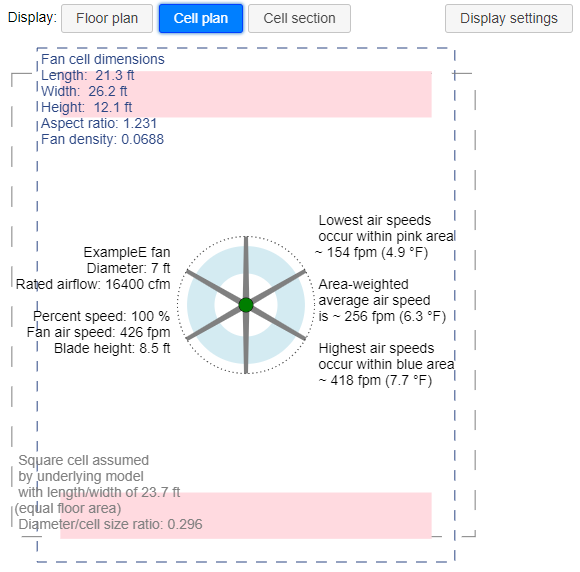 Display: Floor plan Cell plan Cell section Display settings
Fan cell dimensions
Length: 21.3 ft
Width: 26.2 ft
Height: 12.1 ft
Aspect ratio: 1.231
Fan density: 0.0688
Lowest air speeds
occur within pink area
~ 154 fpm (4.9 °F)
ExampleE fan
Diameter: 7 ft
Rated airflow: 16400 cfm
Area-weighted
average air speed
is ~ 256 fpm (6.3 °F)
Percent speed: 100 %
Fan air speed: 426 fpm
Blade height: 8.5 ft
Highest air speeds
occur within blue area
~ 418 fpm (7.7 °F)
Square cell assumed
by underlying model
with length/width of 23.7 ft
(equal floor area)
Diameter/cell size ratio: 0.296